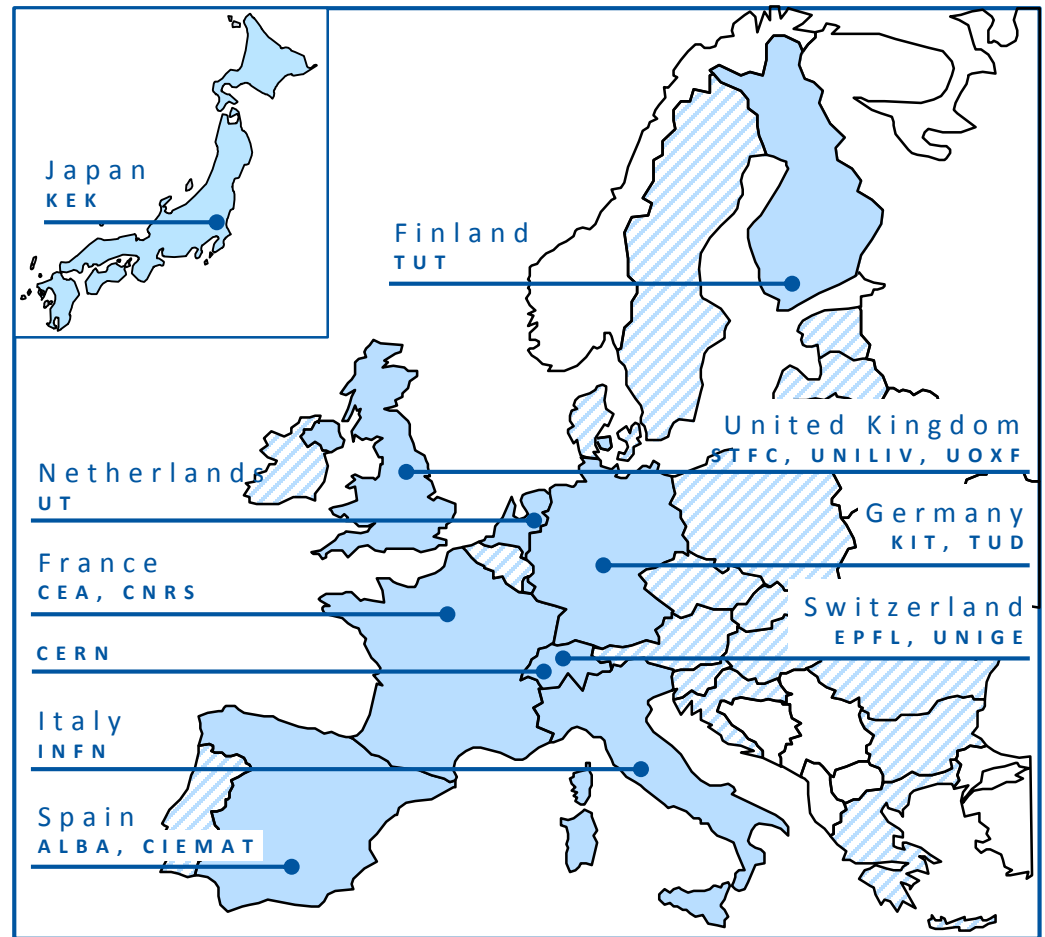 Japan
KEK
Finland
TUT
United Kingdom
STFC, UNILIV, UOXF
Netherlands
UT
Germany
KIT, TUD
France
CEA, CNRS
Switzerland
EPFL, UNIGE
CERN
Italy
INFN
Spain
ALBA, CIEMAT